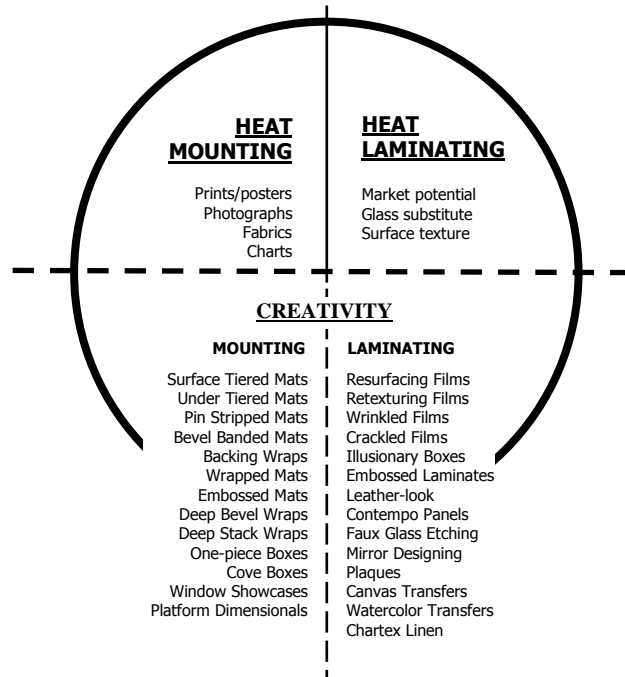 HEAT
MOUNTING
Prints/posters
Photographs
Fabrics
Charts
HEAT
LAMINATING
Market potential
Glass substitute
Surface texture
CREATIVITY
MOUNTING
Surface Tiered Mats
Under Tiered Mats
Pin Stripped Mats
Bevel Banded Mats
Backing Wraps
Wrapped Mats
Embossed Mats
Deep Bevel Wraps
Deep Stack Wraps
One-piece Boxes
Cove Boxes
Window Showcases
Platform Dimensionals
LAMINATING
Resurfacing Films
Retexturing Films
Wrinkled Films
Crackled Films
Illusionary Boxes
Embossed Laminates
Leather-look
Contempo Panels
Faux Glass Etching
Mirror Designing
Plaques
Canvas Transfers
Watercolor Transfers
Chartex Linen